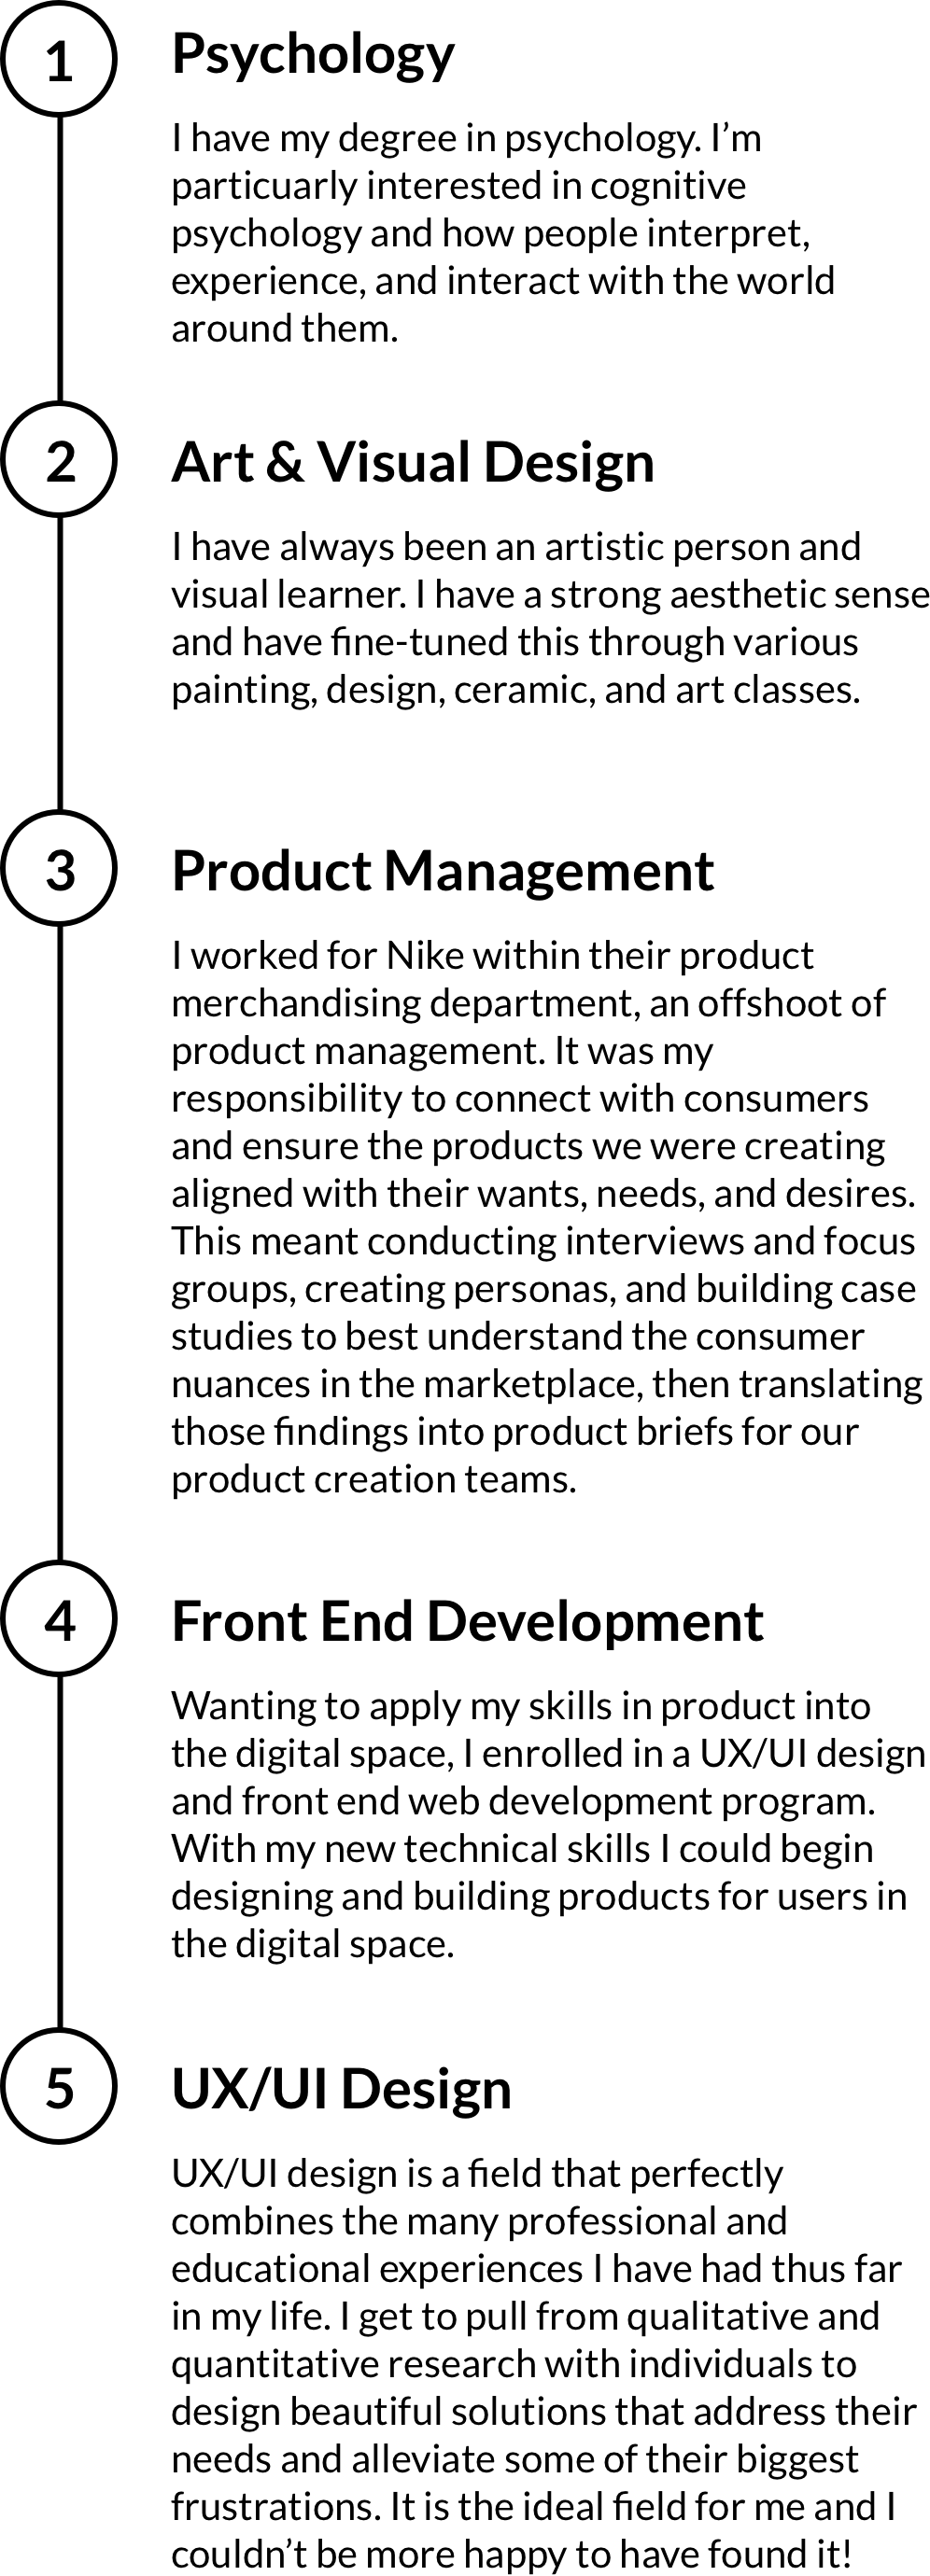 1
Psychology
I have my degree in psychology. I’m
particuarly interested in cognitive
psychology and how people interpret,
experience, and interact with the world
around them.
2
Art & Visual Design
I have always been an artistic person and
visual learner. I have a strong aesthetic sense
and have fine-tuned this through various
painting, design, ceramic, and art classes.
3
Product Management
I worked for Nike within their product
merchandising department, an offshoot of
product management. It was my
responsibility to connect with consumers
and ensure the products we were creating
aligned with their wants, needs, and desires.
This meant conducting interviews and focus
groups, creating personas, and building case
studies to best understand the consumer
nuances in the marketplace, then translating
those findings into product briefs for our
product creation teams.
4
Front End Development
Wanting to apply my skills in product into
the digital space, I enrolled in a UX/UI design
and front end web development program.
With my new technical skills I could begin
designing and building products for users in
the digital space.
5
UX/UI Design
UX/UI design is a field that perfectly
combines the many professional and
educational experiences I have had thus far
in my life. I get to pull from qualitative and
quantitative research with individuals to
design beautiful solutions that address their
needs and alleviate some of their biggest
frustrations. It is the ideal field for me and I
couldn’t be more happy to have found it!